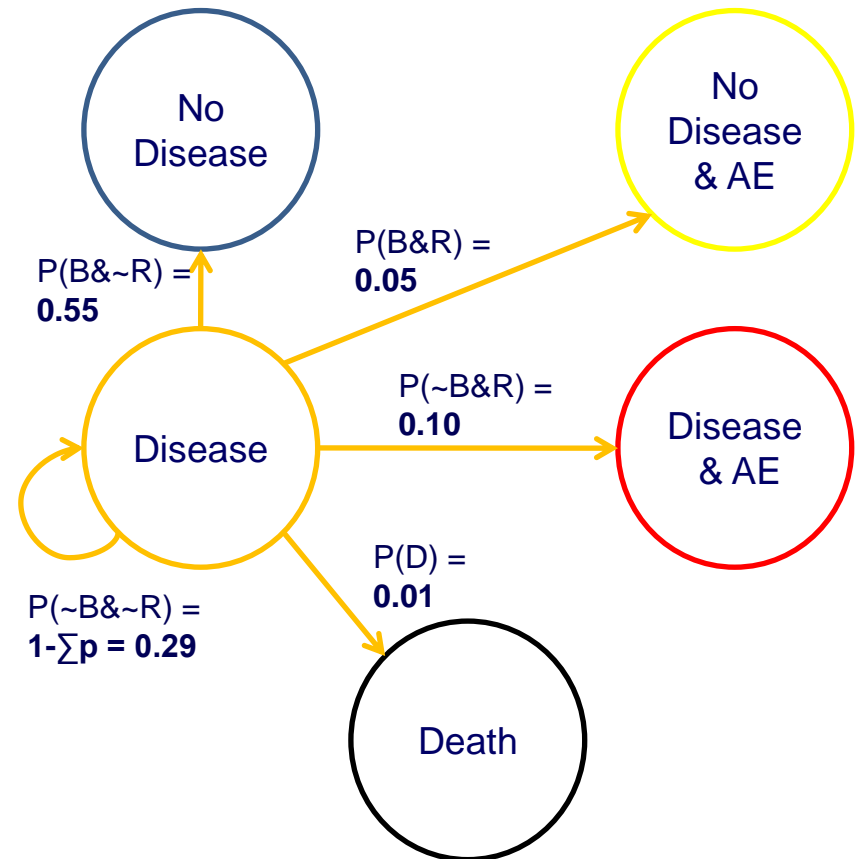 No
Disease
No
Disease
& AE
P(B&~R) =
0.55
P(B&R) =
0.05
P(~B&R) =
0.10
Disease
Disease
& AE
P(D) =
0.01
P(~B&~R) =
1-∑p = 0.29
Death